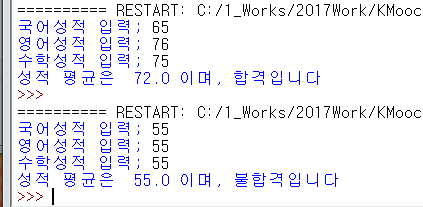 ========== RESTART: C:/1_Works/2017Work/KMooc
국어성적 입력; 65
영어성적 입력; 76
수학성적 입력; 75
성적 평균은  72.0 이며, 합격입니다
>>>
========== RESTART: C:/1_Works/2017Work/KMooc
국어성적 입력; 55
영어성적 입력; 55
수학성적 입력; 55
성적 평균은  55.0 이며, 불합격입니다
>>>